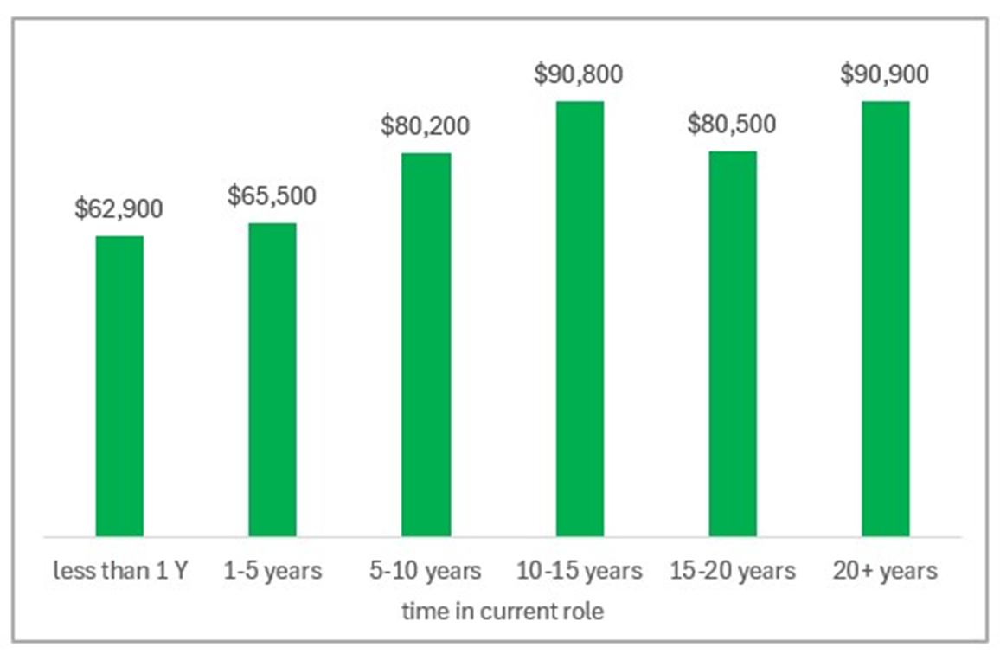 $62,900
$65,500
$80,200
$90,800
$80,500
$90,900
less than 1 Y
1-5 years
5-10 years
10-15 years
15-20 years
20+ years
time in current role